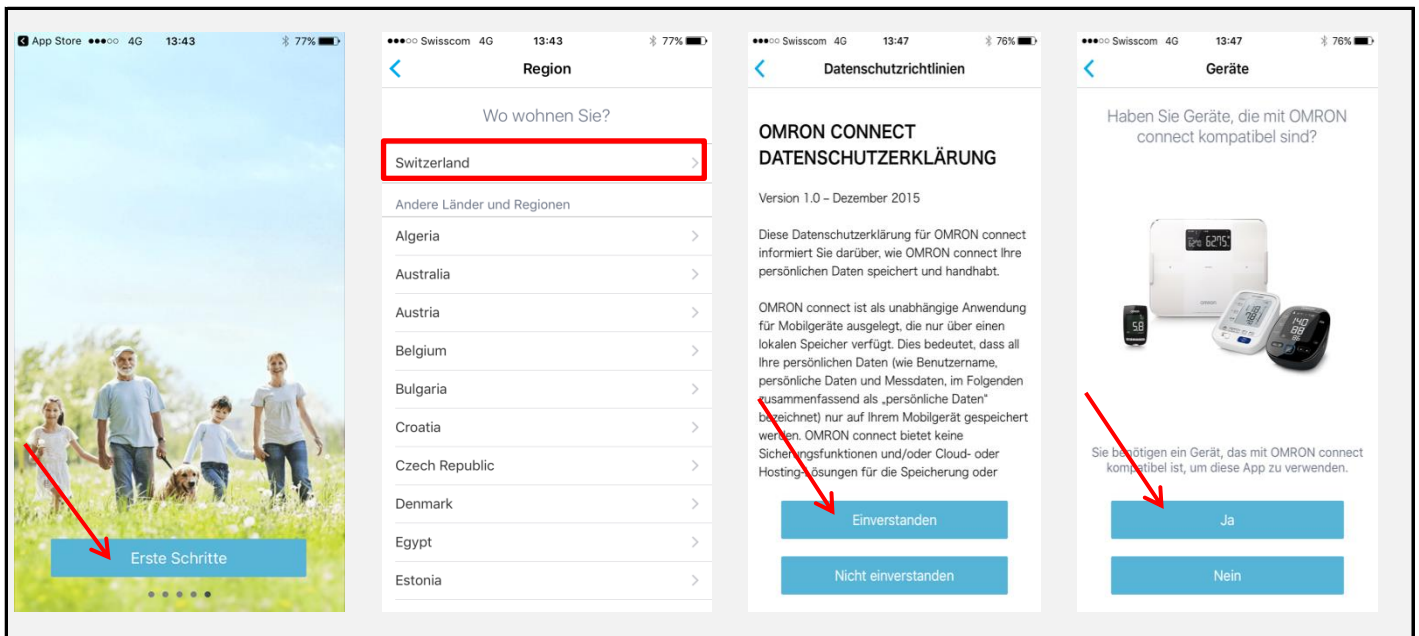 App Store 4G 13:43 77%
Erste Schritte
Swisscom 4G 13:43 77%
Region
Wo wohnen Sie?
Switzerland
Andere Länder und Regionen
Algeria
Australia
Austria
Belgium
Bulgaria
Croatia
Czech Republic
Denmark
Egypt
Estonia
Swisscom 4G 13:47 76%
Datenschutzrichtlinien
OMRON CONNECT
DATENSCHUTZERKLÄRUNG
Version 1.0 – Dezember 2015
Diese Datenschutzerklärung für OMRON connect
informiert Sie darüber, wie OMRON connect Ihre
persönlichen Daten speichert und handhabt.
OMRON connect ist als unabhängige Anwendung
für Mobilgeräte ausgelegt, die nur über einen
lokalen Speicher verfügt. Dies bedeutet, dass all
Ihre persönlichen Daten (wie Benutzername,
persönliche Daten und Messdaten, im Folgenden
zusammenfassend als „persönliche Daten"
bezeichnet) nur auf Ihrem Mobilgerät gespeichert
werden. OMRON connect bietet keine
Sicherungsfunktionen und/oder Cloud- oder
Hosting-Lösungen für die Speicherung oder
Einverstanden
Nicht einverstanden
Swisscom 4G 13:47 76%
Geräte
Haben Sie Geräte, die mit OMRON
connect kompatibel sind?
5.8
Sie benötigen ein Gerät, das mit OMRON connect
kompatibel ist, um diese App zu verwenden.
Ja
Nein